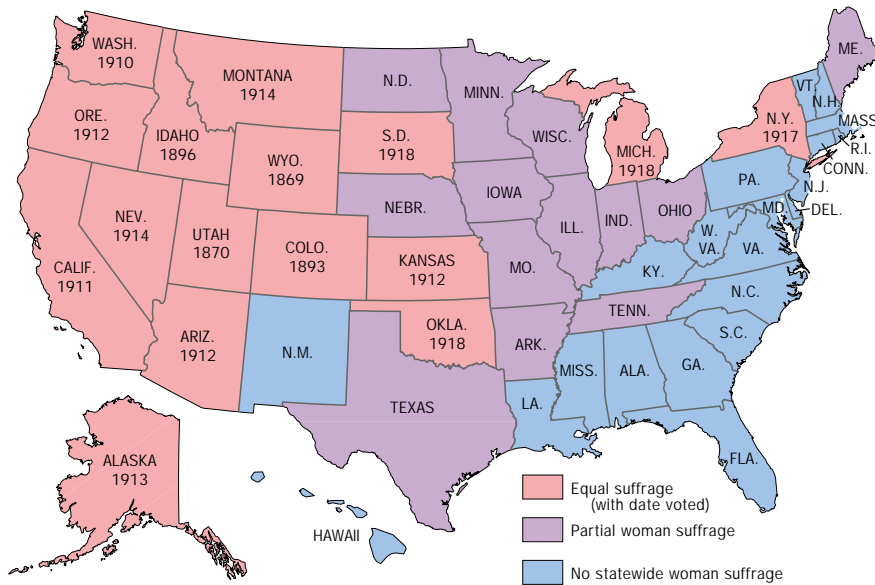 WASH.
1910
MONTANA
1914
N.D.
MINN.
ME.
VT.
N.H.
ORE.
1912
IDAHO
1896
S.D.
1918
WISC.
MICH.
1918
N.Y.
1917
MASS.
R.I.
CONN.
WYO.
1869
IOWA
NEBR.
PA.
N.J.
NEV.
1914
UTAH
1870
COLO.
1893
ILL.
IND.
OHIO
MD.
DEL.
W.
VA.
VA.
CALIF.
1911
KANSAS
1912
MO.
KY.
N.C.
TENN.
ARIZ.
1912
N.M.
OKLA.
1918
ARK.
S.C.
MISS.
ALA.
GA.
TEXAS
LA.
FLA.
ALASKA
1913
HAWAII
Equal suffrage
(with date voted)
Partial woman suffrage
No statewide woman suffrage